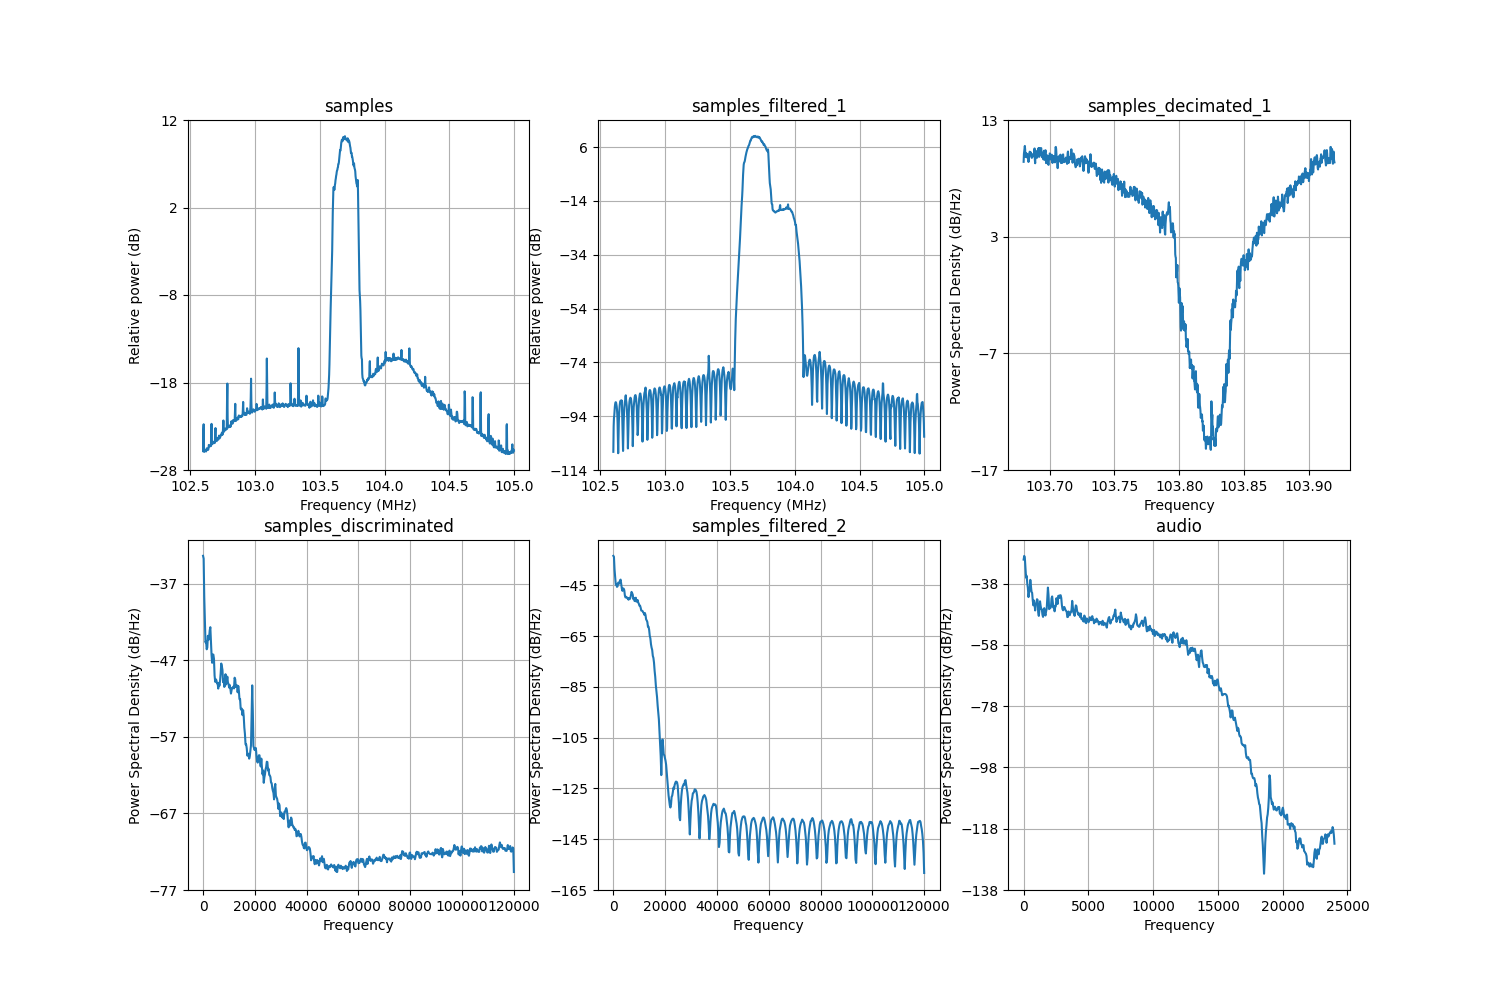 samples
12
2
−8
−18
−28
Relative power (dB)
102.5 103.0 103.5 104.0 104.5 105.0
Frequency (MHz)
samples_filtered_1
6
−14
−34
−54
−74
−94
−114
Relative power (dB)
102.5 103.0 103.5 104.0 104.5 105.0
Frequency (MHz)
samples_decimated_1
13
3
−7
−17
Power Spectral Density (dB/Hz)
103.70 103.75 103.80 103.85 103.90
Frequency
samples_discriminated
−37
−47
−57
−67
−77
Power Spectral Density (dB/Hz)
0 20000 40000 60000 80000 100000 120000
Frequency
samples_filtered_2
−45
−65
−85
−105
−125
−145
−165
Power Spectral Density (dB/Hz)
0 20000 40000 60000 80000 100000 120000
Frequency
audio
−38
−58
−78
−98
−118
−138
Power Spectral Density (dB/Hz)
0 5000 10000 15000 20000 25000
Frequency